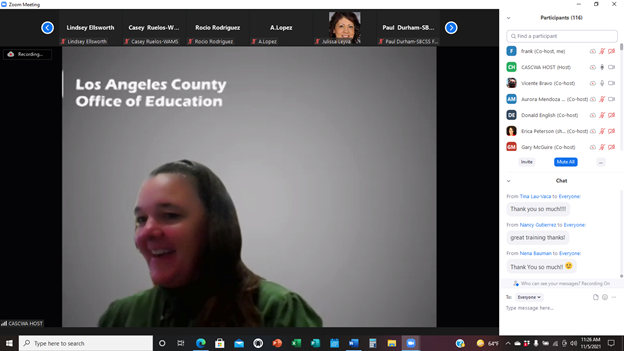 Zoom Meeting
Lindsey Ellsworth
Casey Ruelos-WAM...
Rocio Rodriguez
A.Lopez
Paul Durham-SB...
Lindsey Ellsworth
Casey Ruelos-WAMS
Rocio Rodriguez
A.Lopez
Julissa Leyva
Paul Durham-SBCSS F...
Recording...
Los Angeles County
Office of Education
CASCWA HOST
Participants (116)
Find a participant
F frank (Co-host, me)
CH CASCWA HOST (Host)
Vicente Bravo (Co-host)
AM Aurora Mendoza ... (Co-host)
DE Donald English (Co-host)
Erica Peterson (sh... (Co-host)
GM Gary McGuire (Co-host)
Invite
Mute All
...
Chat
From Tina Lau-Vaca to Everyone:
Thank you so much!!!!
From Nancy Gutierrez to Everyone:
great training thanks!
From Nena Bauman to Everyone:
Thank You so much!!
Who can see your messages? Recording On
To: Everyone
Type message here...
Type here to search
64°F
11:26 AM
11/5/2021